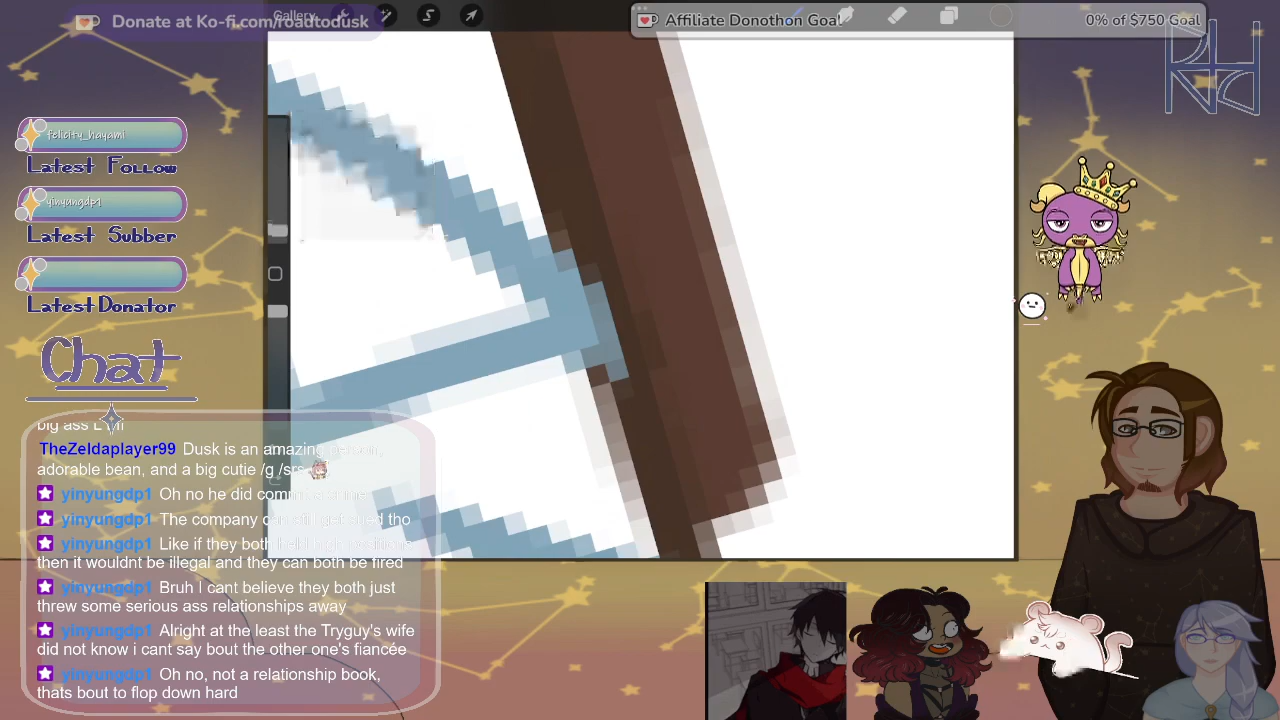 Donate at Ko-fi.com/roadtodusk
Gallery
Affiliate Donothon Goal
0% of $750 Goal
felicity_hayami
Latest Follow
yinyungdp1
Latest Subber
Latest Donator
Chat
TheZeldaplayer99 Dusk is an amazing person,
adorable bean, and a big cutie /g /srs
yinyungdp1 Oh no he did
yinyungdp1 The company can still get sued tho
yinyungdp1 Like if they both held high positions
then it wouldnt be illegal and they can both be fired
yinyungdp1 Bruh I cant believe they both just
threw some serious ass relationships away
yinyungdp1 Alright at the least the Tryguy's wife
did not know i cant say bout the other one's fiancée
yinyungdp1 Oh no, not a relationship book,
thats bout to flop down hard